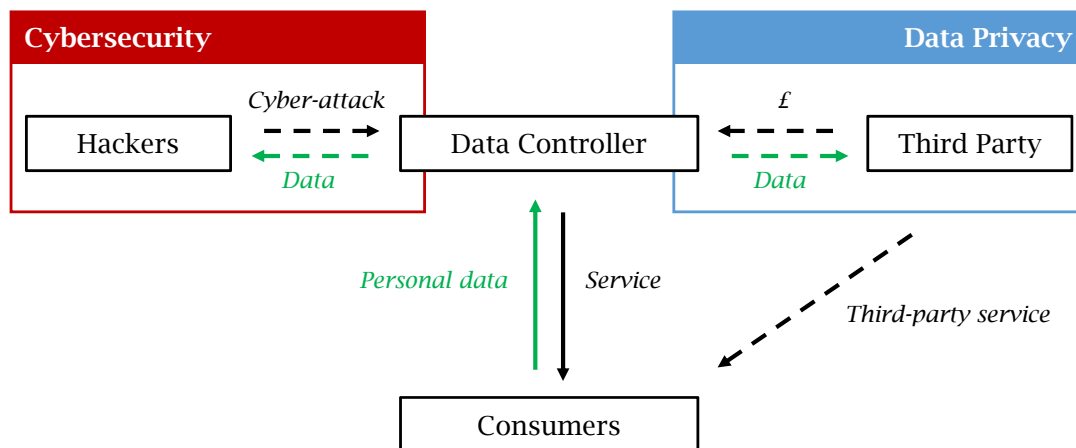 Cybersecurity
Data Privacy
Cyber-attack
£
Hackers
Data Controller
Third Party
Data
Data
Personal data
Service
Third-party service
Consumers